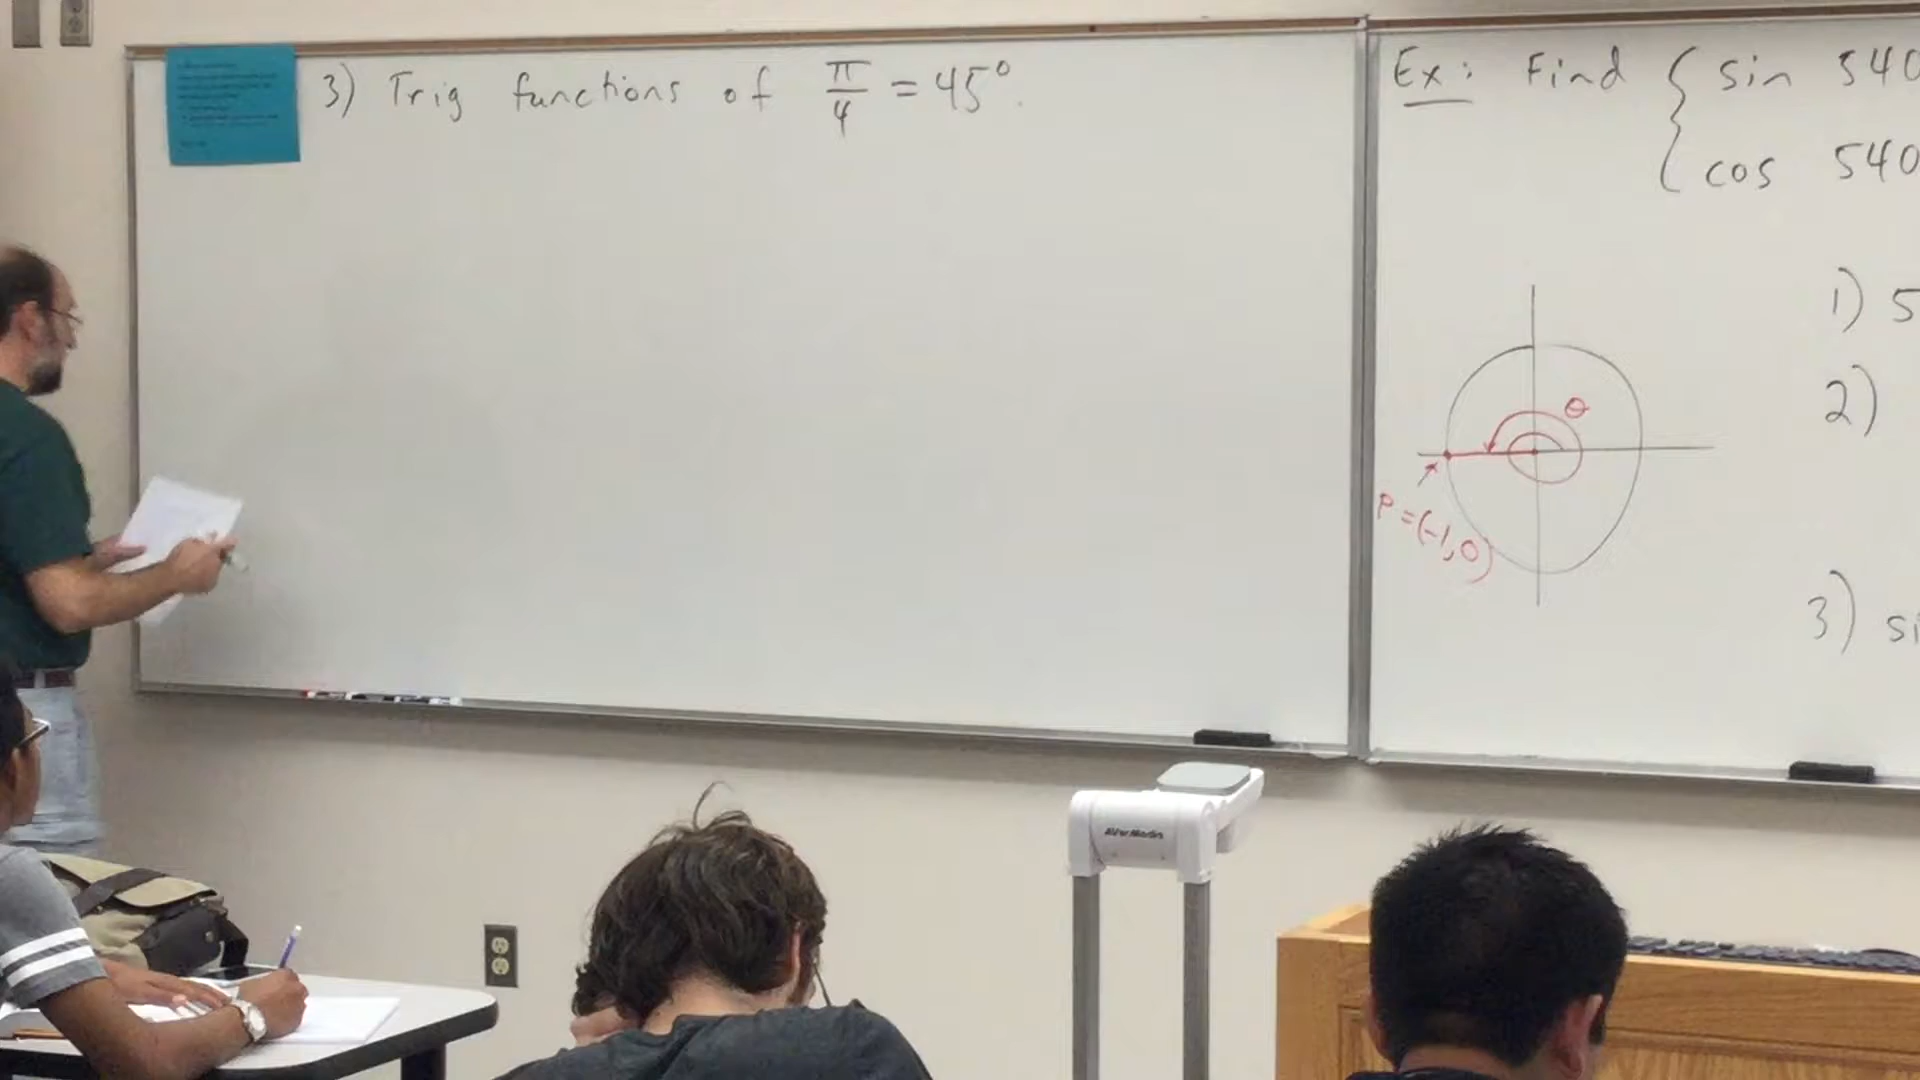 3) Trig functions of π/4 = 45°.
Ex: Find { sin 540
cos 540
1) 5
2)
θ
P = (-1, 0)
3) si
AVerMedia